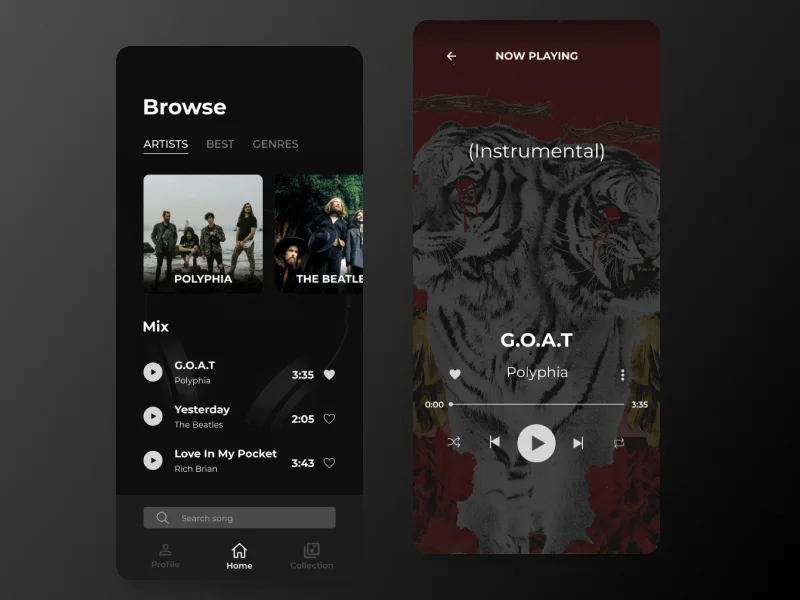 Browse
ARTISTS BEST GENRES
POLYPHIA
THE BEATLE
Mix
G.O.A.T
Polyphia
3:35
Yesterday
The Beatles
2:05
Love In My Pocket
Rich Brian
3:43
Search song
Profile Home Collection
NOW PLAYING
(Instrumental)
G.O.A.T
Polyphia
0:00 3:35